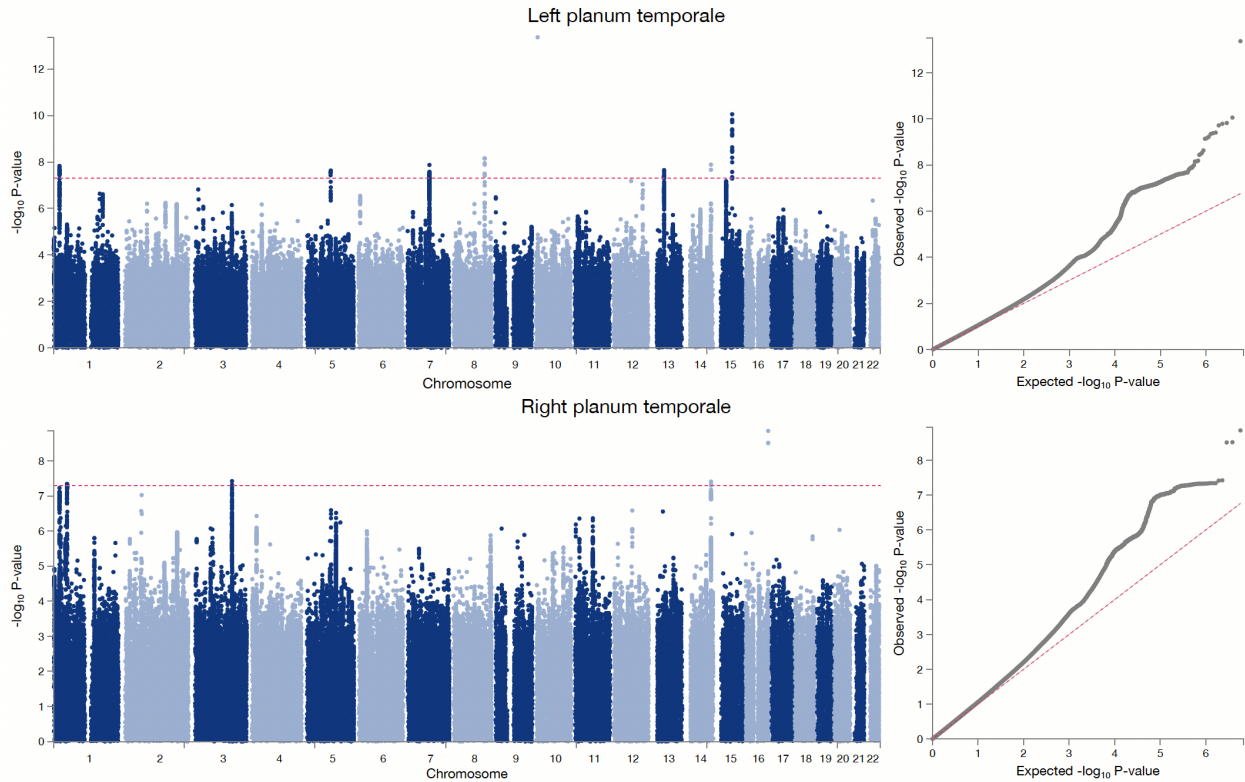 Left planum temporale
-log10 P-value
12
10
8
6
4
2
0
1 2 3 4 5 6 7 8 9 10 11 12 13 14 15 16 17 18 19 20 21 22
Chromosome
Observed -log10 P-value
12
10
8
6
4
2
0
0 1 2 3 4 5 6
Expected -log10 P-value
Right planum temporale
-log10 P-value
8
7
6
5
4
3
2
1
0
1 2 3 4 5 6 7 8 9 10 11 12 13 14 15 16 17 18 19 20 21 22
Chromosome
Observed -log10 P-value
8
7
6
5
4
3
2
1
0
0 1 2 3 4 5 6
Expected -log10 P-value